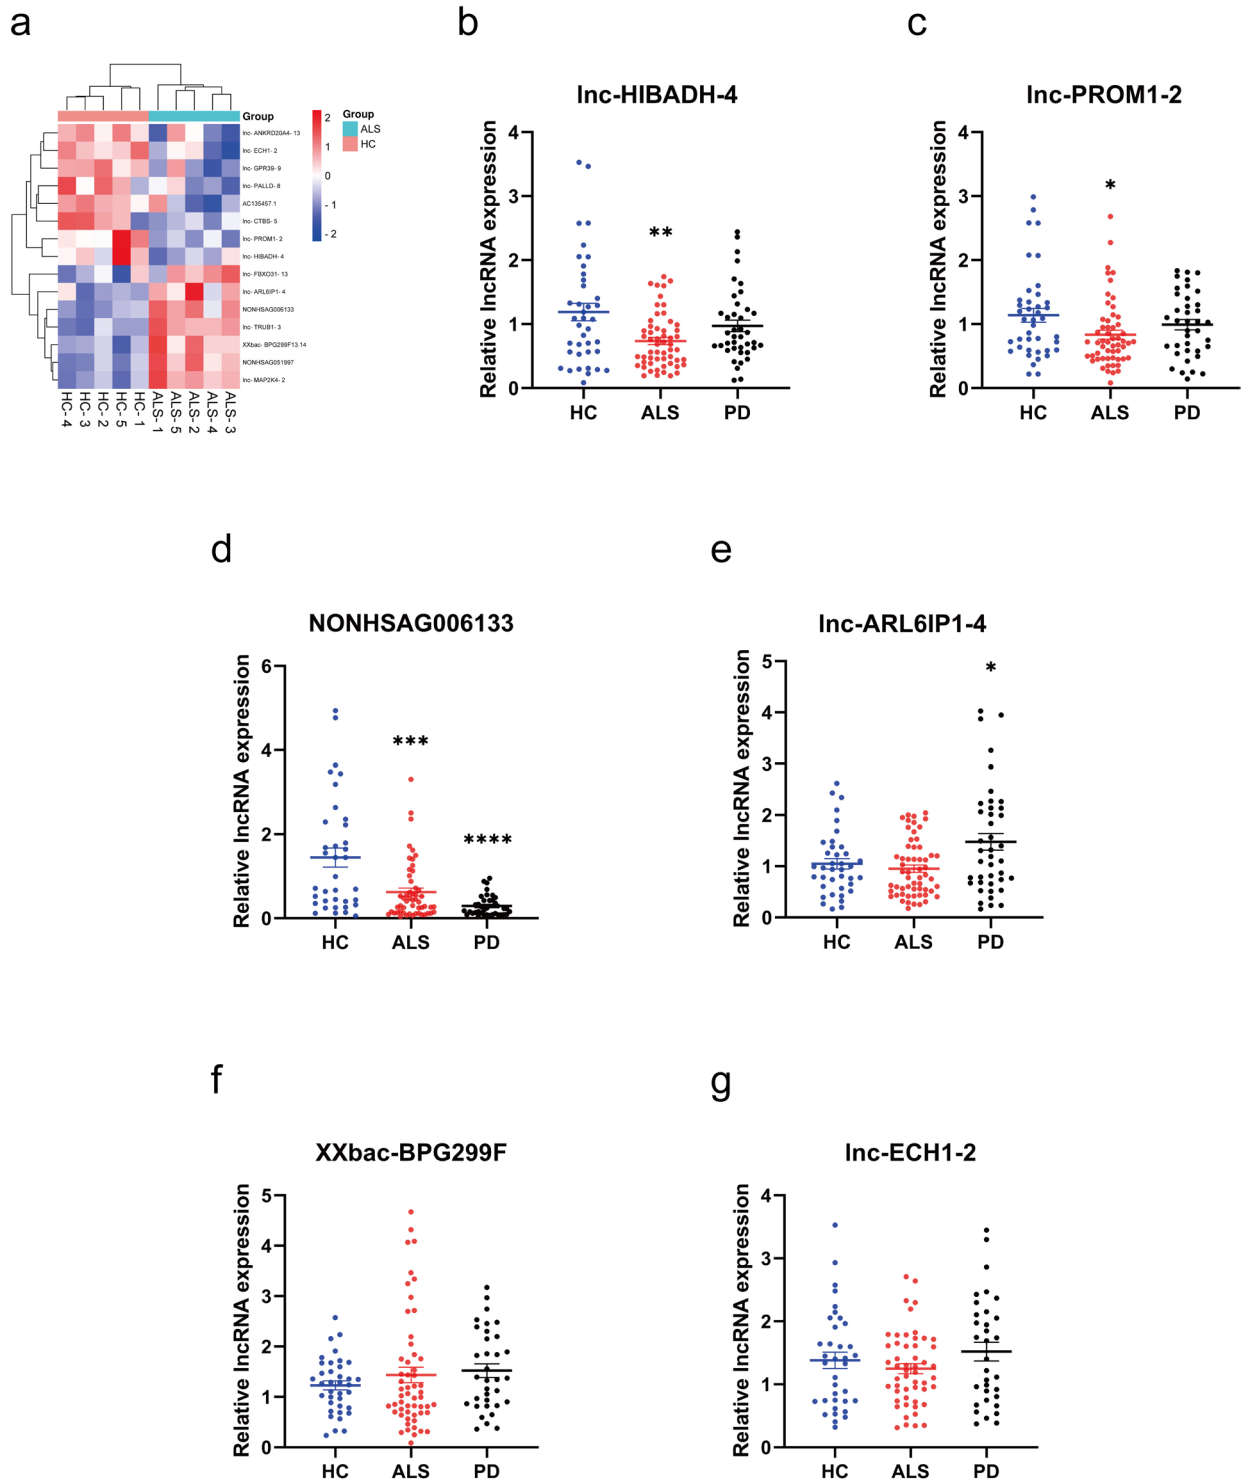 a
Group
lnc- ANKRD20A4- 13
lnc- ECH1- 2
lnc- GPR39- 9
lnc- PALLD- 8
AC135457.1
lnc- CTBS- 5
lnc- PROM1- 2
lnc- HIBADH- 4
lnc- FBXO31- 13
lnc- ARL6IP1- 4
NONHSAG006133
lnc- TRUB1- 3
XXbac- BPG299F13.14
NONHSAG051997
lnc- MAP2K4- 2
HC- 4
HC- 3
HC- 2
HC- 5
HC- 1
ALS- 1
ALS- 5
ALS- 2
ALS- 4
ALS- 3
2
1
0
- 1
- 2
Group
ALS
HC
b
lnc-HIBADH-4
Relative lncRNA expression
4
3
2
1
0
**
HC ALS PD
c
lnc-PROM1-2
Relative lncRNA expression
4
3
2
1
0
*
HC ALS PD
d
NONHSAG006133
Relative lncRNA expression
6
4
2
0
***
****
HC ALS PD
e
lnc-ARL6IP1-4
Relative lncRNA expression
5
4
3
2
1
0
*
HC ALS PD
f
XXbac-BPG299F
Relative lncRNA expression
5
4
3
2
1
0
HC ALS PD
g
lnc-ECH1-2
Relative lncRNA expression
4
3
2
1
0
HC ALS PD